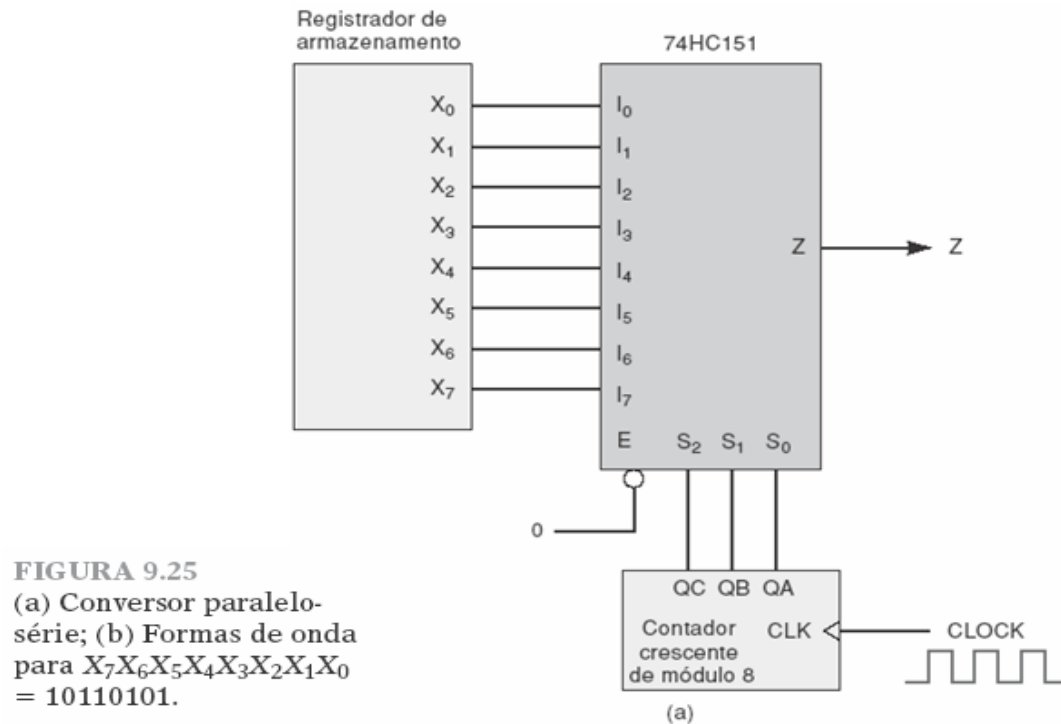 Registrador de
armazenamento
74HC151
X₀ I₀
X₁ I₁
X₂ I₂
X₃ I₃
Z Z
X₄ I₄
X₅ I₅
X₆ I₆
X₇ I₇
E S₂ S₁ S₀
0
QC QB QA
Contador
crescente
de módulo 8
CLK
CLOCK
(a)
FIGURA 9.25
(a) Conversor paralelo-
série; (b) Formas de onda
para X₇X₆X₅X₄X₃X₂X₁X₀
= 10110101.